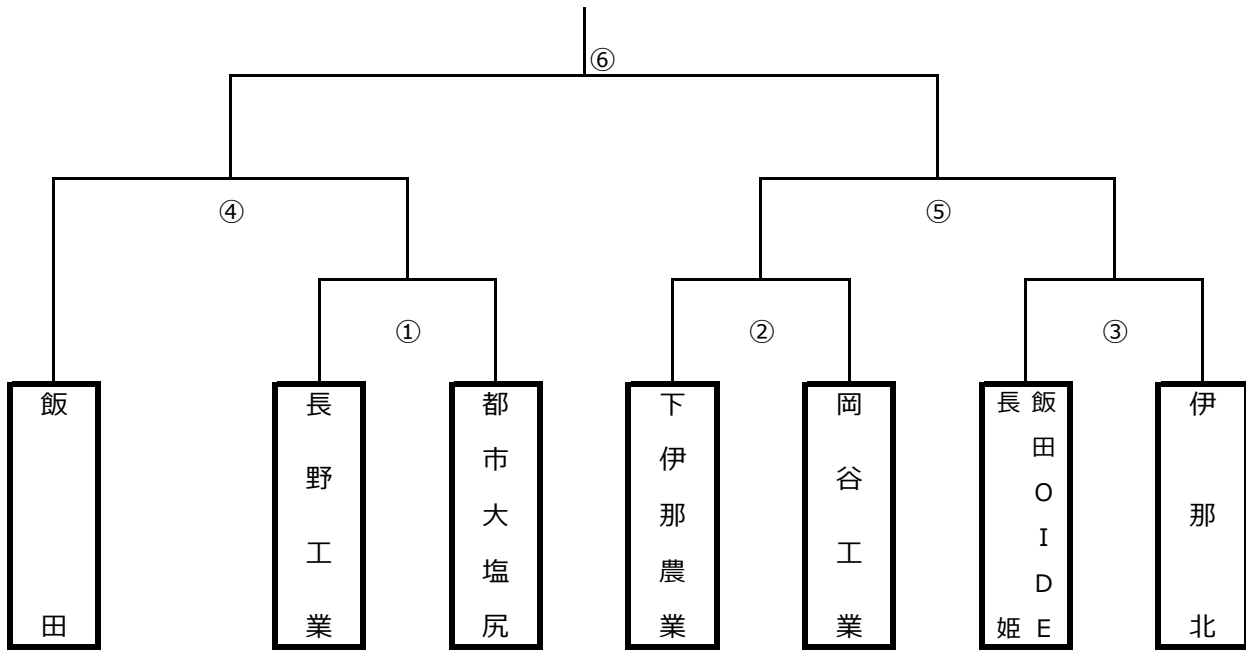 ⑥
④
⑤
①
②
③
飯田
長野工業
都市大塩尻
下伊那農業
岡谷工業
飯田OIDE
長姫
伊那北